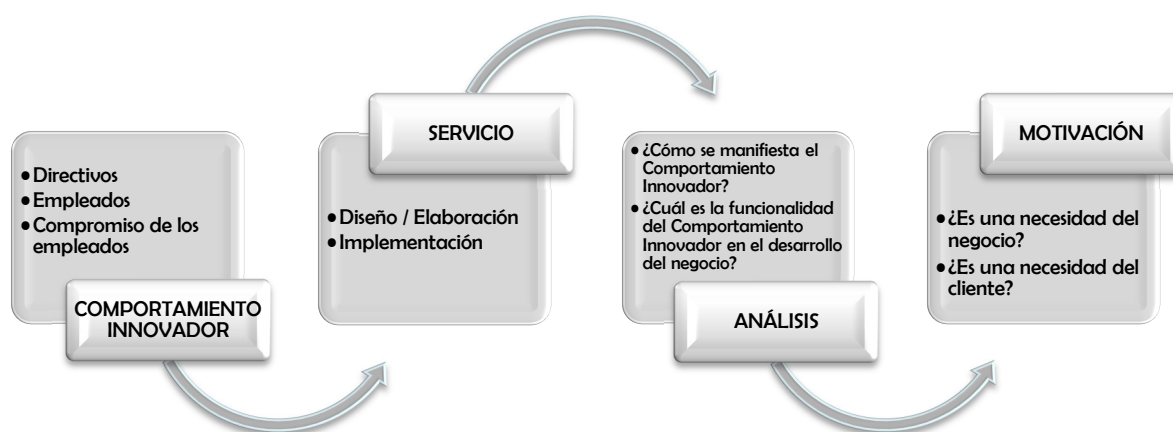 • Directivos
• Empleados
• Compromiso de los
empleados
COMPORTAMIENTO
INNOVADOR
SERVICIO
• Diseño / Elaboración
• Implementación
• ¿Cómo se manifiesta el
Comportamiento
Innovador?
• ¿Cuál es la funcionalidad
del Comportamiento
Innovador en el desarrollo
del negocio?
ANÁLISIS
MOTIVACIÓN
• ¿Es una necesidad del
negocio?
• ¿Es una necesidad del
cliente?